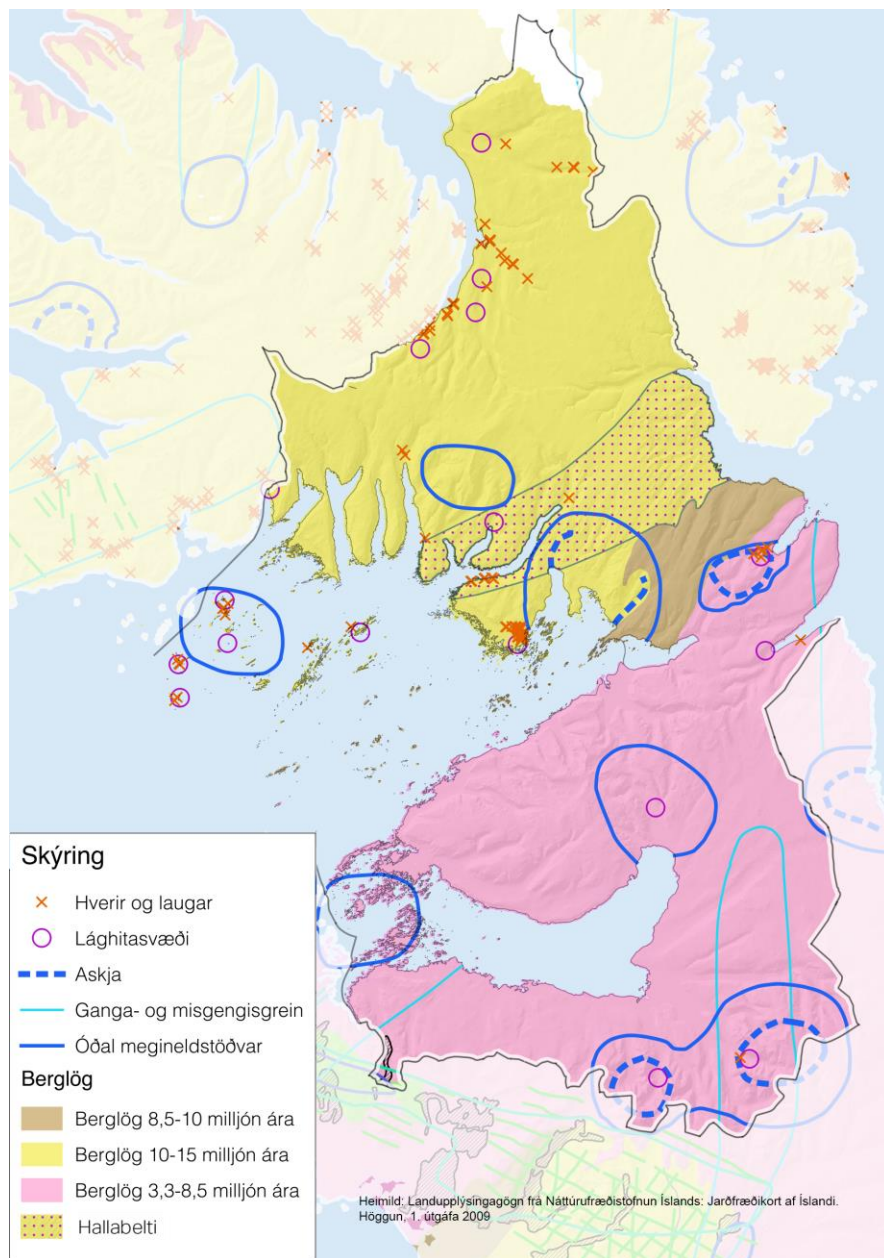 Skýring
Hverir og laugar
Lághitasvæði
Askja
Ganga- og misgengisgrein
Óðal megineldstöðvar
Berglög
Berglög 8,5-10 milljón ára
Berglög 10-15 milljón ára
Berglög 3,3-8,5 milljón ára
Hallabelti
Heimild: Landupplýsingagögn frá Náttúrufræðistofnun Íslands: Jarðfræðikort af Íslandi.
Höggun, 1. útgáfa 2009